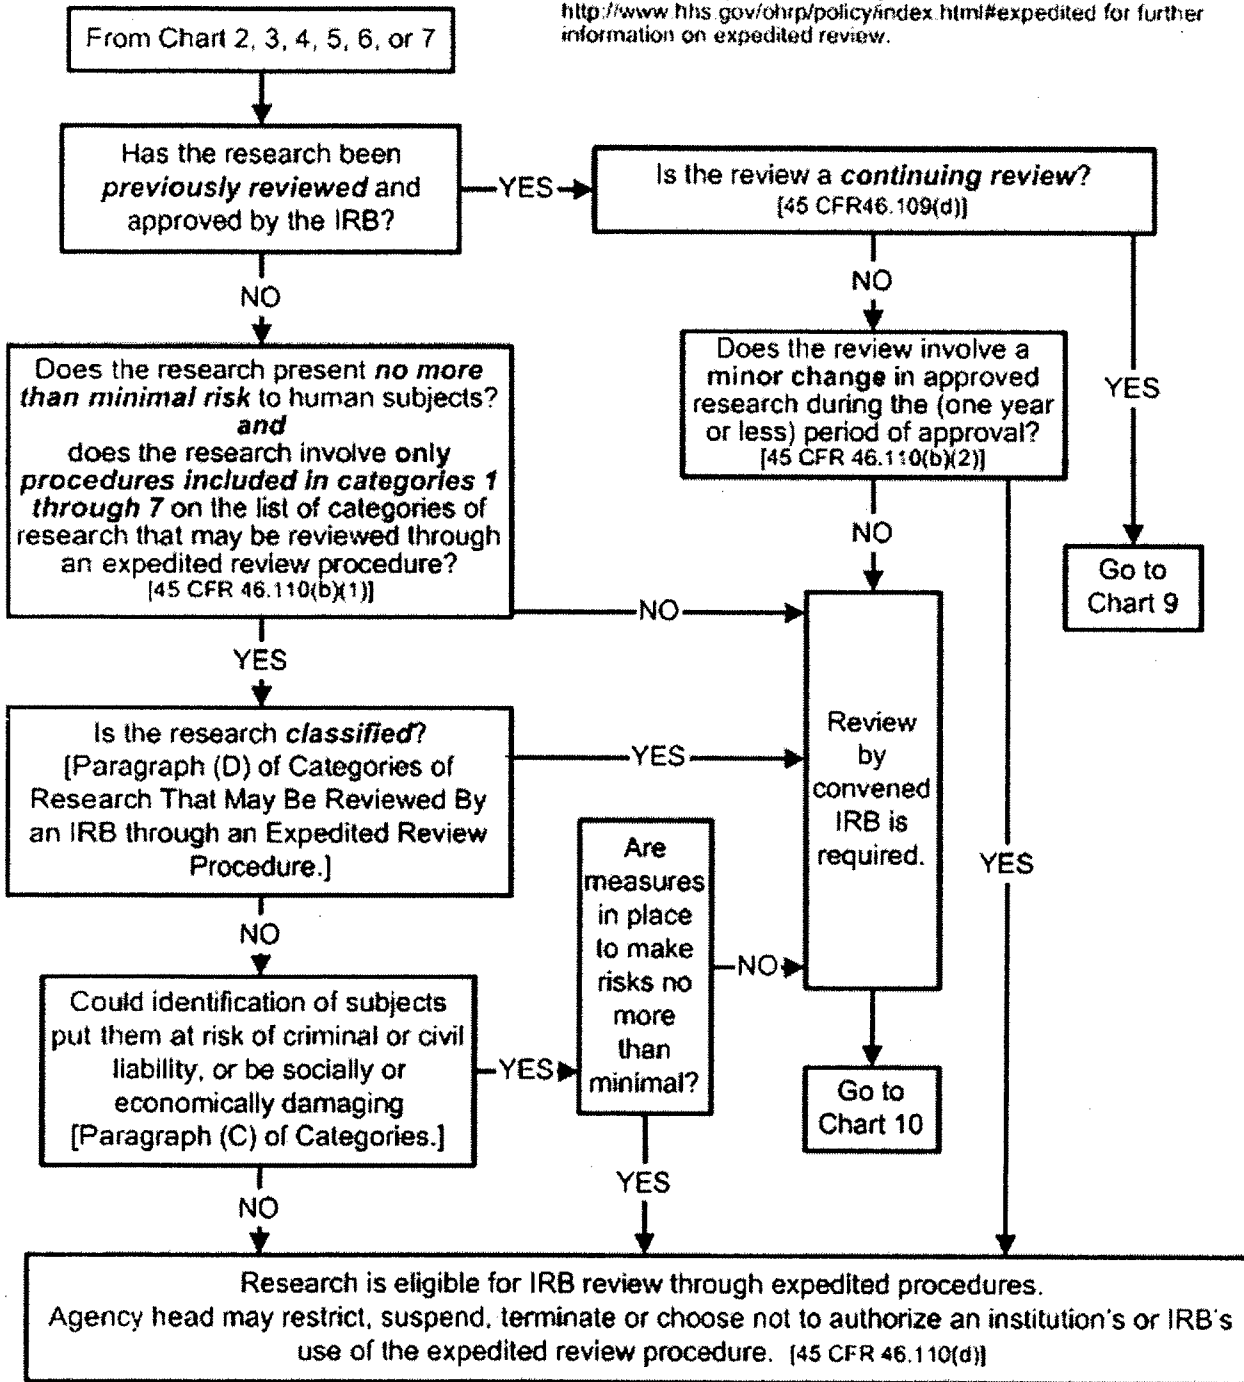 http://www.hhs.gov/ohrp/policy/index.html#expedited for further
information on expedited review.
From Chart 2, 3, 4, 5, 6, or 7
Has the research been
previously reviewed and
approved by the IRB?
YES
Is the review a continuing review?
[45 CFR46.109(d)]
NO
NO
YES
Does the research present no more
than minimal risk to human subjects?
and
does the research involve only
procedures included in categories 1
through 7 on the list of categories of
research that may be reviewed through
an expedited review procedure?
[45 CFR 46.110(b)(1)]
Does the review involve a
minor change in approved
research during the (one year
or less) period of approval?
[45 CFR 46.110(b)(2)]
NO
Go to
Chart 9
NO
YES
Is the research classified?
[Paragraph (D) of Categories of
Research That May Be Reviewed By
an IRB through an Expedited Review
Procedure.]
YES
Review
by
convened
IRB is
required.
YES
NO
Are
measures
in place
to make
risks no
more
than
minimal?
NO
Could identification of subjects
put them at risk of criminal or civil
liability, or be socially or
economically damaging
[Paragraph (C) of Categories.]
YES
Go to
Chart 10
NO
YES
Research is eligible for IRB review through expedited procedures.
Agency head may restrict, suspend, terminate or choose not to authorize an institution's or IRB's
use of the expedited review procedure. [45 CFR 46.110(d)]